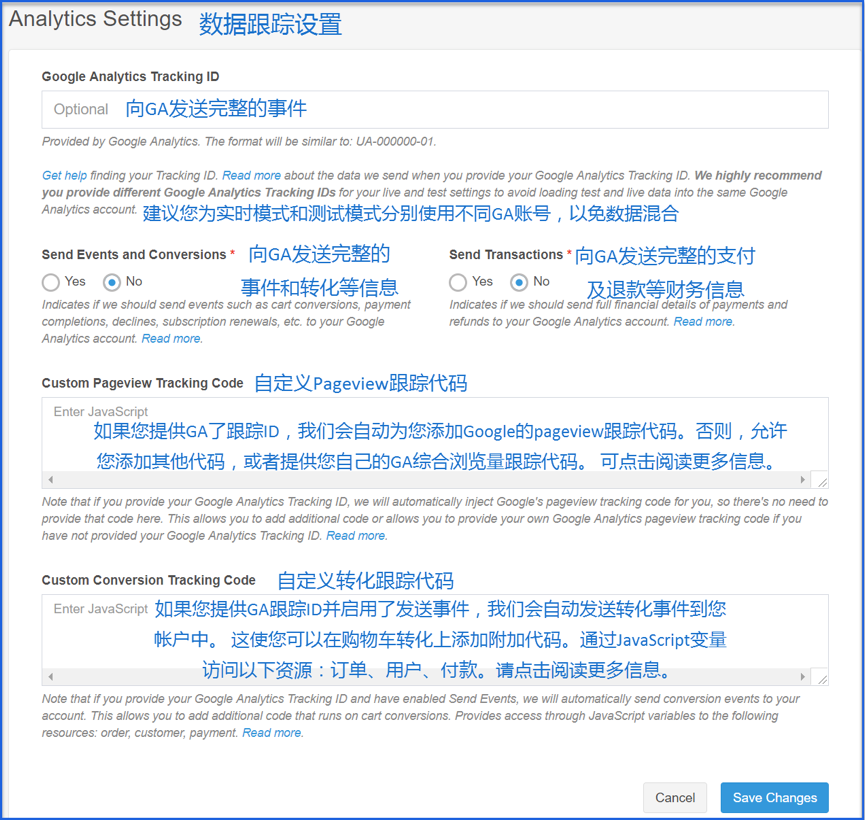 Analytics Settings 数据跟踪设置
Google Analytics Tracking ID
Optional 向GA发送完整的事件
Provided by Google Analytics. The format will be similar to: UA-000000-01.
Get help finding your Tracking ID. Read more about the data we send when you provide your Google Analytics Tracking ID. We highly recommend
you provide different Google Analytics Tracking IDs for your live and test settings to avoid loading test and live data into the same Google
Analytics account. 建议您为实时模式和测试模式分别使用不同GA账号，以免数据混合
Send Events and Conversions * 向GA发送完整的
Yes No 事件和转化等信息
Indicates if we should send events such as cart conversions, payment
completions, declines, subscription renewals, etc. to your Google
Analytics account. Read more.
Send Transactions * 向GA发送完整的支付
Yes No 及退款等财务信息
Indicates if we should send full financial details of payments and
refunds to your Google Analytics account. Read more.
Custom Pageview Tracking Code 自定义Pageview跟踪代码
Enter JavaScript
如果您提供GA了跟踪ID，我们会自动为您添加Google的pageview跟踪代码。否则，允许
您添加其他代码，或者提供您自己的GA综合浏览量跟踪代码。 可点击阅读更多信息。
Note that if you provide your Google Analytics Tracking ID, we will automatically inject Google's pageview tracking code for you, so there's no need to
provide that code here. This allows you to add additional code or allows you to provide your own Google Analytics pageview tracking code if you
have not provided your Google Analytics Tracking ID. Read more.
Custom Conversion Tracking Code 自定义转化跟踪代码
Enter JavaScript 如果您提供GA跟踪ID并启用了发送事件，我们会自动发送转化事件到您
帐户中。 这使您可以在购物车转化上添加附加代码。通过JavaScript变量
访问以下资源：订单、用户、付款。请点击阅读更多信息。
Note that if you provide your Google Analytics Tracking ID and have enabled Send Events, we will automatically send conversion events to your
account. This allows you to add additional code that runs on cart conversions. Provides access through JavaScript variables to the following
resources: order, customer, payment. Read more.
Cancel Save Changes